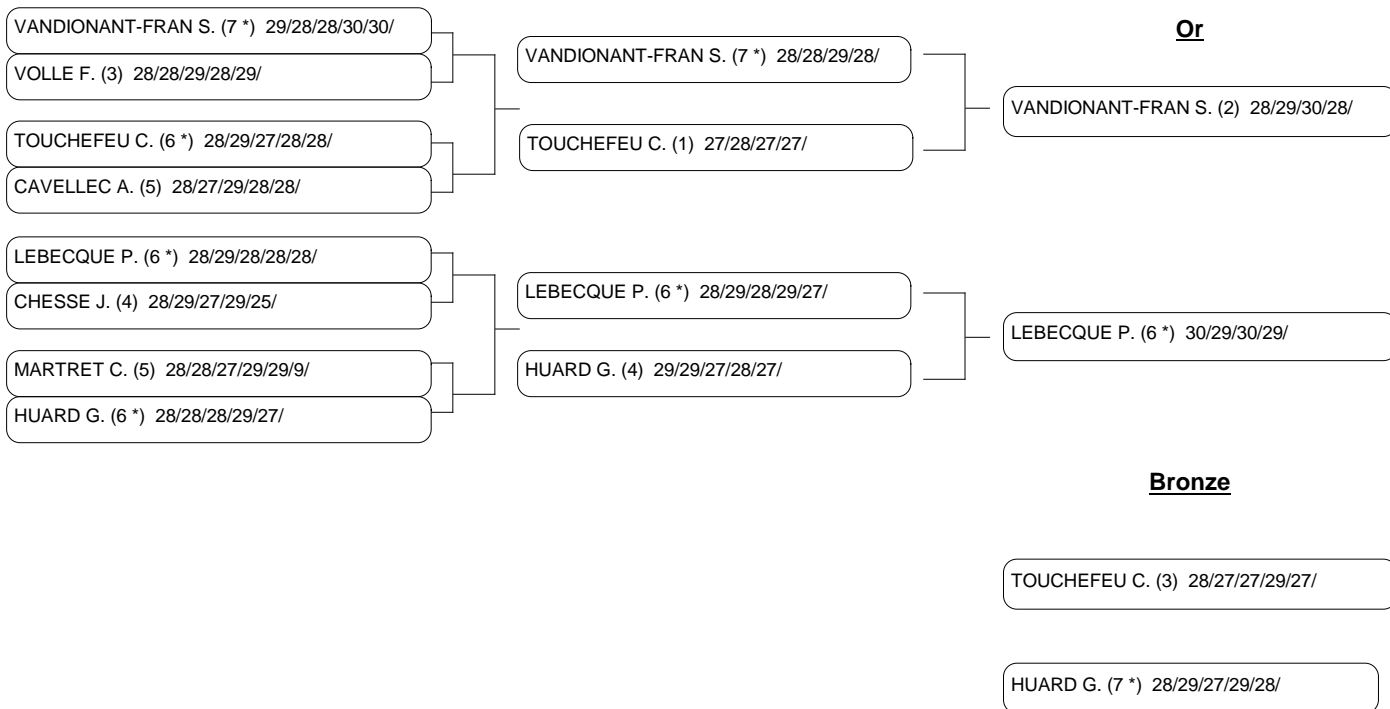 VANDIONANT-FRAN S. (7 *) 29/28/28/30/30/
VOLLE F. (3) 28/28/29/28/29/
TOUCHEFEU C. (6 *) 28/29/27/28/28/
CAVELLEC A. (5) 28/27/29/28/28/
LEBECQUE P. (6 *) 28/29/28/28/28/
CHESSE J. (4) 28/29/27/29/25/
MARTRET C. (5) 28/28/27/29/29/9/
HUARD G. (6 *) 28/28/28/29/27/
VANDIONANT-FRAN S. (7 *) 28/28/29/28/
TOUCHEFEU C. (1) 27/28/27/27/
LEBECQUE P. (6 *) 28/29/28/29/27/
HUARD G. (4) 29/29/27/28/27/
Or
VANDIONANT-FRAN S. (2) 28/29/30/28/
LEBECQUE P. (6 *) 30/29/30/29/
Bronze
TOUCHEFEU C. (3) 28/27/27/29/27/
HUARD G. (7 *) 28/29/27/29/28/